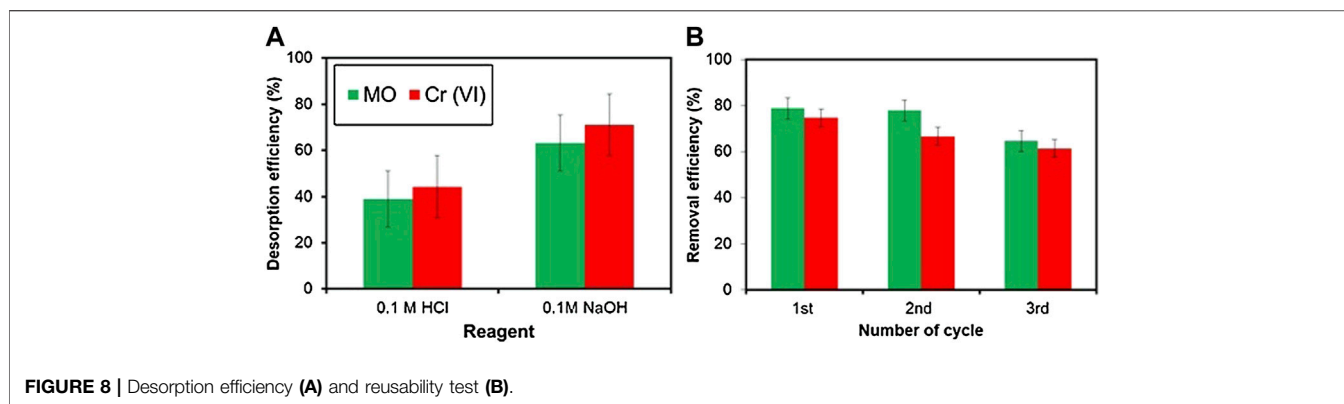 A
Desorption efficiency (%)
100
80
60
40
20
0
MO Cr (VI)
0.1 M HCl 0.1M NaOH
Reagent
B
Removal efficiency (%)
100
80
60
40
20
0
1st 2nd 3rd
Number of cycle
FIGURE 8 | Desorption efficiency (A) and reusability test (B).